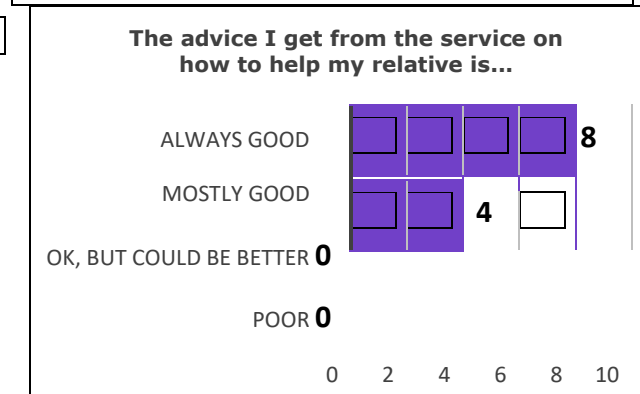 The advice I get from the service on
how to help my relative is...
ALWAYS GOOD 8
MOSTLY GOOD 4
OK, BUT COULD BE BETTER 0
POOR 0
0 2 4 6 8 10